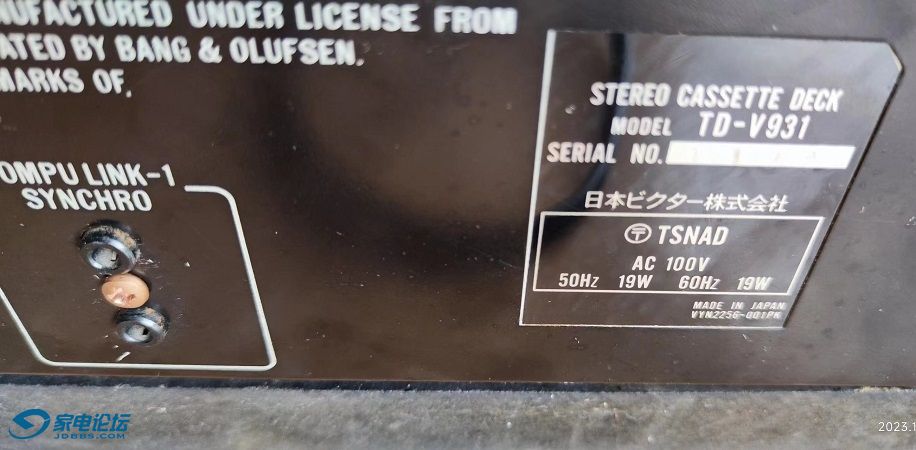 NUFACTURED UNDER LICENSE FROM
ATED BY BANG & OLUFSEN.
MARKS OF,
OMPU LINK-1
SYNCHRO
STEREO CASSETTE DECK
MODEL TD-V931
SERIAL NO.
日本ビクター株式会社
〒 TSNAD
AC 100V
50Hz 19W 60Hz 19W
MADE IN JAPAN
VYN2256-001PK
家电论坛
JDBBS.COM
2023.1